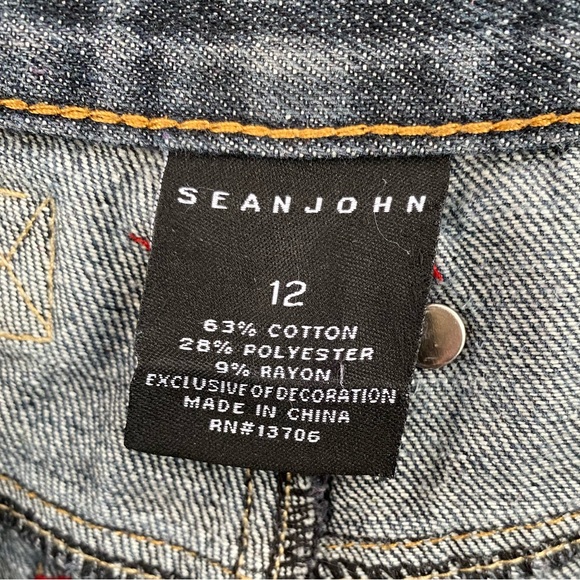 SEANJOHN
12
63% COTTON
28% POLYESTER
9% RAYON
EXCLUSIVE OF DECORATION
MADE IN CHINA
RN#13706